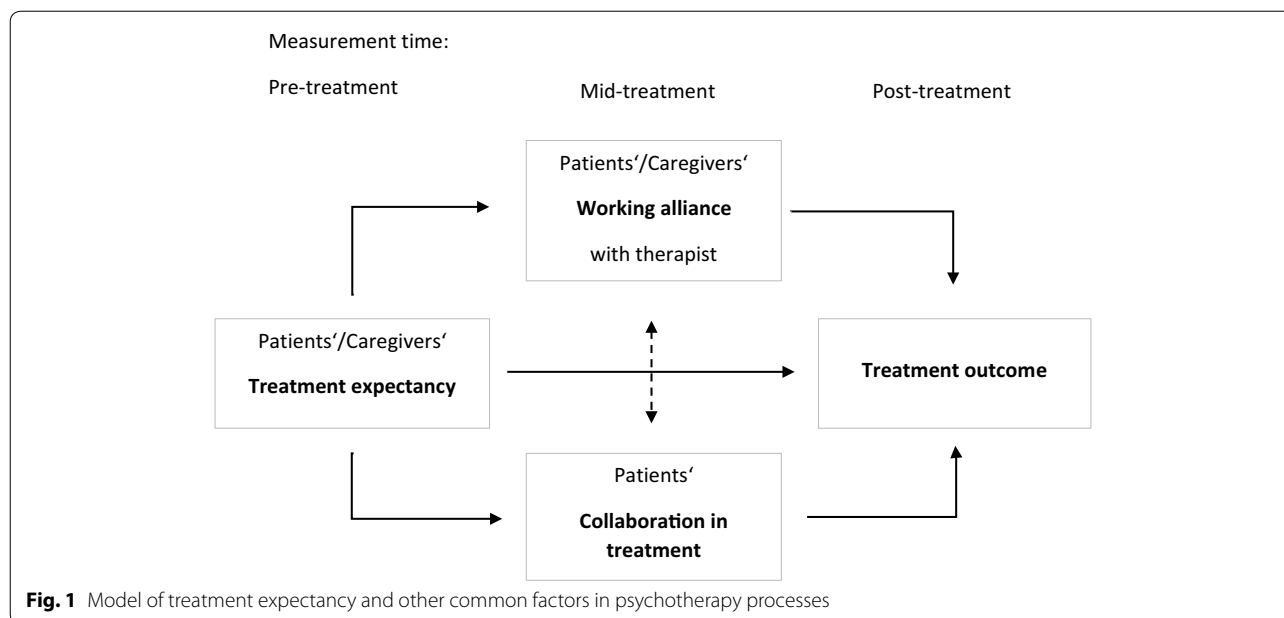 Measurement time:
Pre-treatment
Mid-treatment
Post-treatment
Patients‘/Caregivers‘
Working alliance
with therapist
Patients‘/Caregivers‘
Treatment expectancy
Treatment outcome
Patients‘
Collaboration in
treatment
Fig. 1 Model of treatment expectancy and other common factors in psychotherapy processes